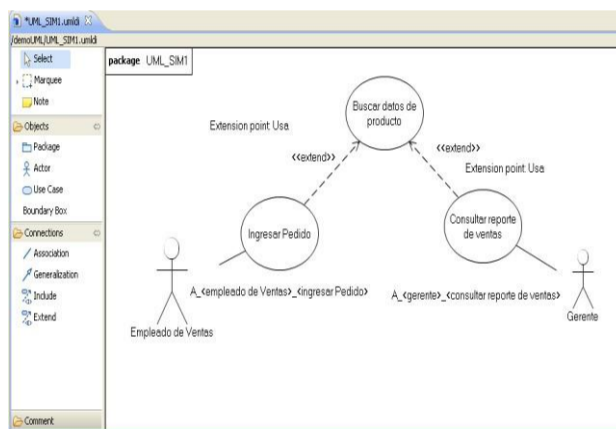 *UML_SIM1.umldi
/demoUML/UML_SIM1.umldi
Select
Marquee
Note
Objects
Package
Actor
Use Case
Boundary Box
Connections
Association
Generalization
Include
Extend
Comment
package UML_SIM1
Buscar datos de
producto
Extension point: Usa
<<extend>>
<<extend>>
Extension point: Usa
Ingresar Pedido
Consultar reporte
de ventas
A_<empleado de Ventas>_<ingresar Pedido>
A_<gerente>_<consultar reporte de ventas>
Empleado de Ventas
Gerente